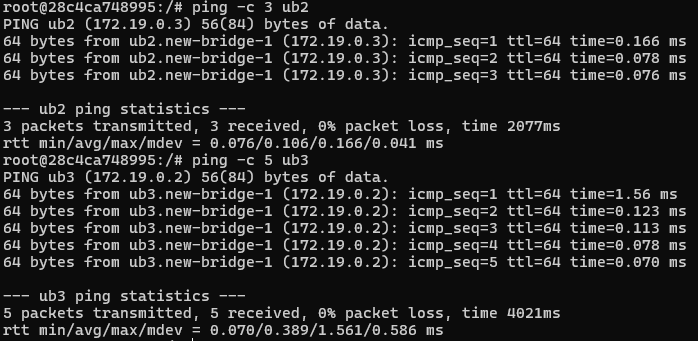 root@28c4ca748995:/# ping -c 3 ub2
PING ub2 (172.19.0.3) 56(84) bytes of data.
64 bytes from ub2.new-bridge-1 (172.19.0.3): icmp_seq=1 ttl=64 time=0.166 ms
64 bytes from ub2.new-bridge-1 (172.19.0.3): icmp_seq=2 ttl=64 time=0.078 ms
64 bytes from ub2.new-bridge-1 (172.19.0.3): icmp_seq=3 ttl=64 time=0.076 ms
--- ub2 ping statistics ---
3 packets transmitted, 3 received, 0% packet loss, time 2077ms
rtt min/avg/max/mdev = 0.076/0.106/0.166/0.041 ms
root@28c4ca748995:/# ping -c 5 ub3
PING ub3 (172.19.0.2) 56(84) bytes of data.
64 bytes from ub3.new-bridge-1 (172.19.0.2): icmp_seq=1 ttl=64 time=1.56 ms
64 bytes from ub3.new-bridge-1 (172.19.0.2): icmp_seq=2 ttl=64 time=0.123 ms
64 bytes from ub3.new-bridge-1 (172.19.0.2): icmp_seq=3 ttl=64 time=0.113 ms
64 bytes from ub3.new-bridge-1 (172.19.0.2): icmp_seq=4 ttl=64 time=0.078 ms
64 bytes from ub3.new-bridge-1 (172.19.0.2): icmp_seq=5 ttl=64 time=0.070 ms
--- ub3 ping statistics ---
5 packets transmitted, 5 received, 0% packet loss, time 4021ms
rtt min/avg/max/mdev = 0.070/0.389/1.561/0.586 ms